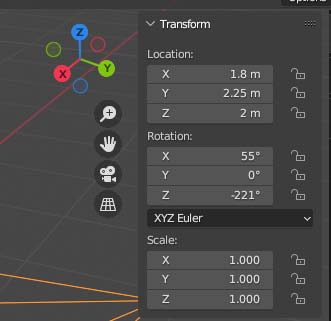 Options
Transform
Z
Y
X
Location:
X 1.8 m
Y 2.25 m
Z 2 m
Rotation:
X 55°
Y 0°
Z -221°
XYZ Euler
Scale:
X 1.000
Y 1.000
Z 1.000